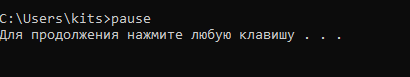 C:\Users\kits>pause
Для продолжения нажмите любую клавишу . . .